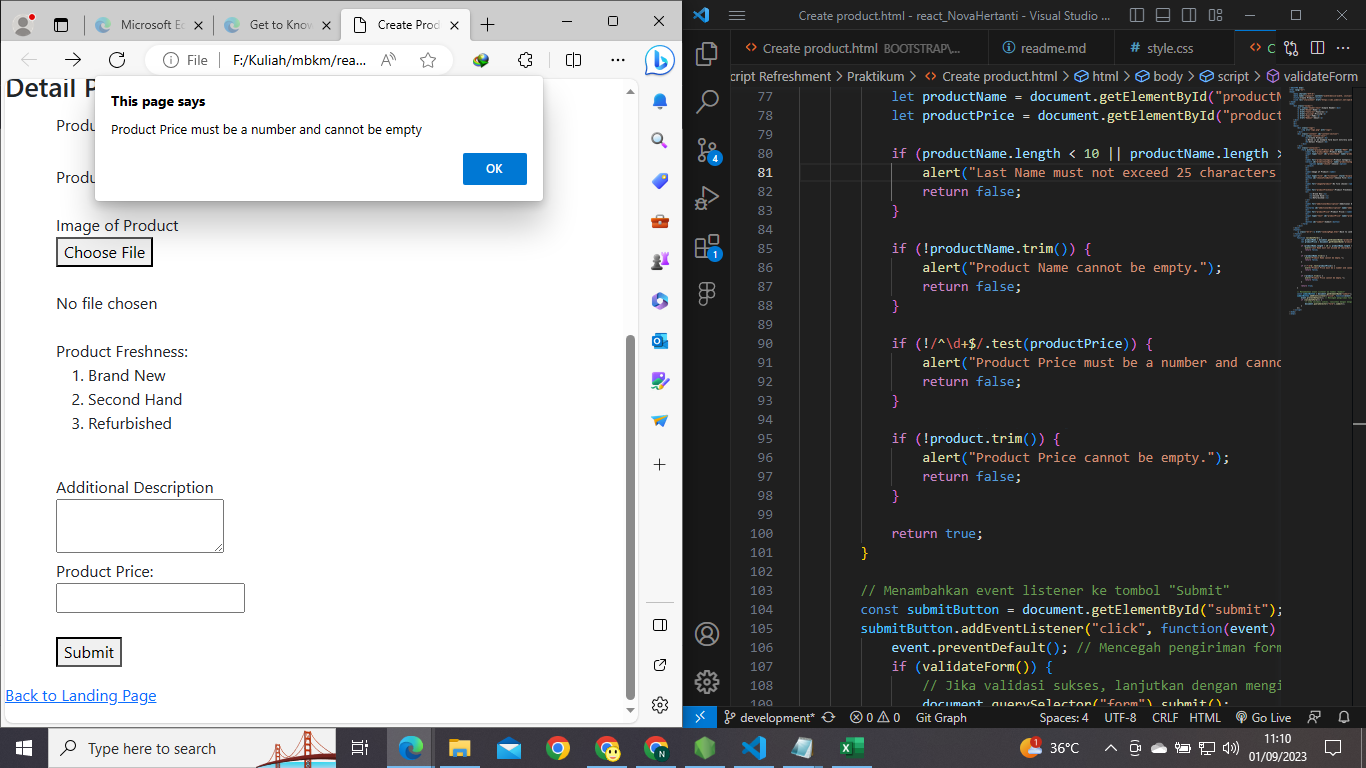 Microsoft Ed
Get to Know
Create Prod
File
F:/Kuliah/mbkm/rea...
Detail P
This page says
Product Price must be a number and cannot be empty
OK
Produ
Produ
Image of Product
Choose File
No file chosen
Product Freshness:
1. Brand New
2. Second Hand
3. Refurbished
Additional Description
Product Price:
Submit
Back to Landing Page
Create product.html - react_NovaHertanti - Visual Studio ...
Create product.html BOOTSTRAP\...
readme.md
# style.css
<> C
cript Refreshment > Praktikum > <> Create product.html > html > body > script > validateForm
77 let productName = document.getElementById("productN
78 let productPrice = document.getElementById("product
79
80 if (productName.length < 10 || productName.length >
81 alert("Last Name must not exceed 25 characters
82 return false;
83 }
84
85 if (!productName.trim()) {
86 alert("Product Name cannot be empty.");
87 return false;
88 }
89
90 if (!/^\d+$/.test(productPrice)) {
91 alert("Product Price must be a number and canno
92 return false;
93 }
94
95 if (!product.trim()) {
96 alert("Product Price cannot be empty.");
97 return false;
98 }
99
100 return true;
101 }
102
103 // Menambahkan event listener ke tombol "Submit"
104 const submitButton = document.getElementById("submit");
105 submitButton.addEventListener("click", function(event)
106 event.preventDefault(); // Mencegah pengiriman form
107 if (validateForm()) {
108 // Jika validasi sukses, lanjutkan dengan mengi
109 document.querySelector("form").submit();
4
1
development*
0 0
Git Graph
Spaces: 4
UTF-8
CRLF
HTML
Go Live
Type here to search
1
36°C
11:10
01/09/2023